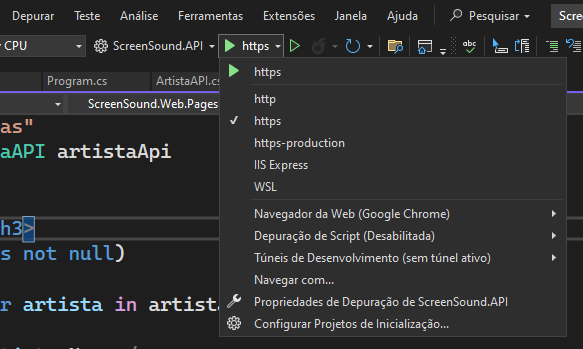 Depurar Teste Análise Ferramentas Extensões Janela Ajuda Pesquisar Scre
CPU ScreenSound.API https
Program.cs ArtistaAPI.cs
ScreenSound.Web.Pages
https
as"
http
aAPI artistaApi
https
https-production
IIS Express
WSL
h3>
Navegador da Web (Google Chrome)
Depuração de Script (Desabilitada)
s not null)
Túneis de Desenvolvimento (sem túnel ativo)
Navegar com...
r artista in artista
Propriedades de Depuração de ScreenSound.API
Configurar Projetos de Inicialização...